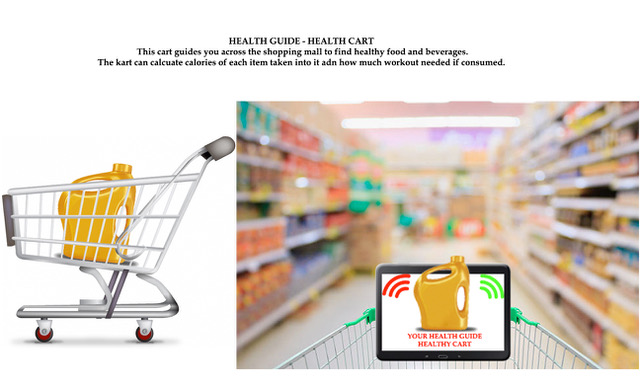 HEALTH GUIDE - HEALTH CART
This cart guides you across the shopping mall to find healthy food and beverages.
The kart can calcuate calories of each item taken into it adn how much workout needed if consumed.
YOUR HEALTH GUIDE
HEALTHY CART